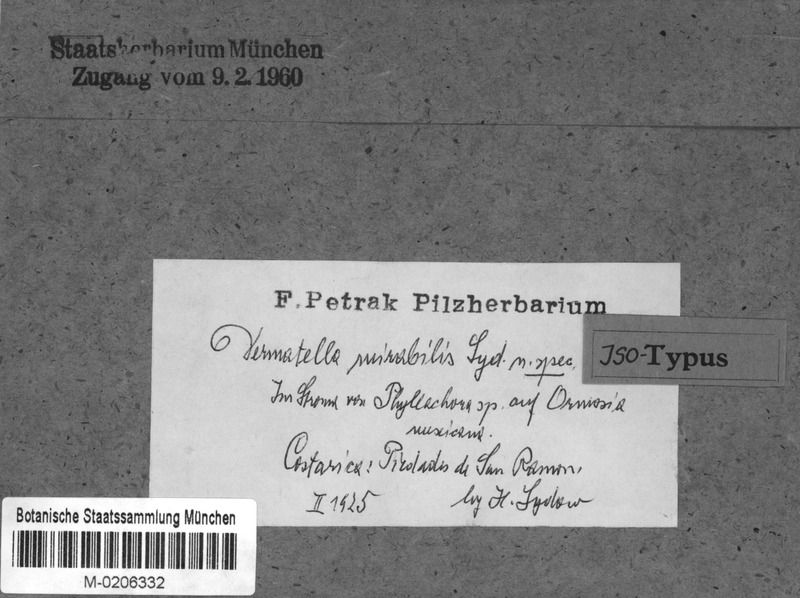 Staatsherbarium München
Zugang vom 9. 2. 1960
F. Petrak Pilzherbarium
Dermatella mirabilis Syd. n. spec.
ISO-Typus
Im Stroma von Phyllachora sp. auf Ormosia
mexicana.
Costarica: Piedades de San Ramon.
II 1925 leg H. Sydow
Botanische Staatssammlung München
M-0206332